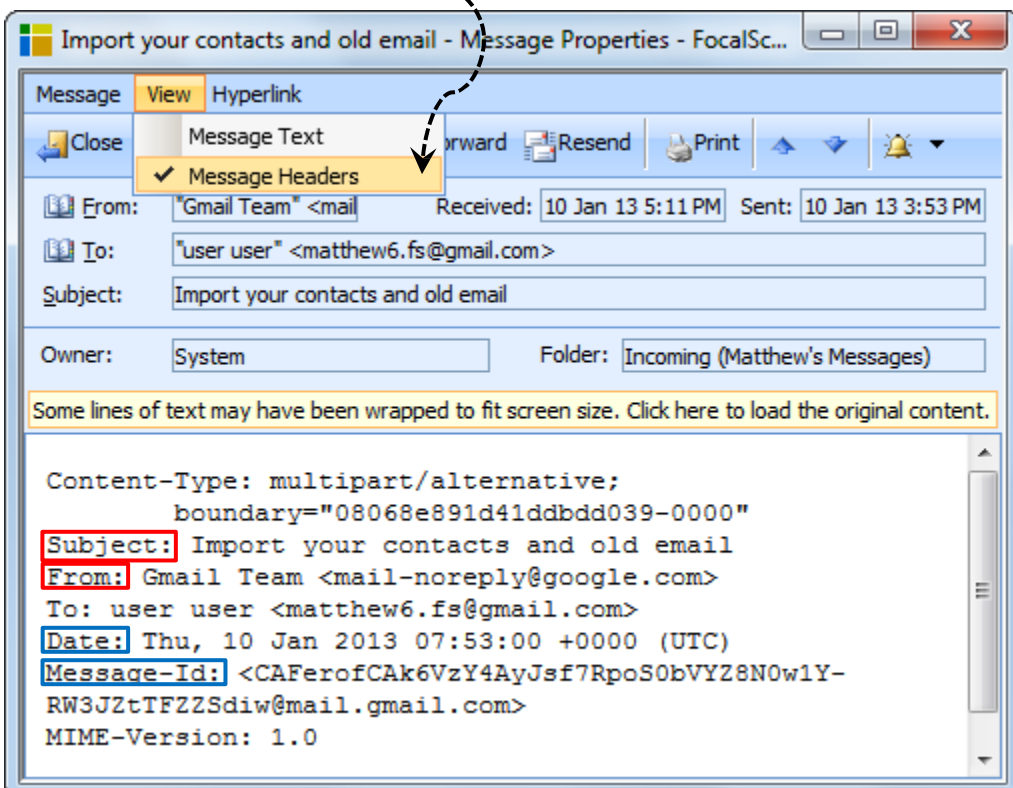 Import your contacts and old email - Message Properties - FocalSc...
Message View Hyperlink
Close Message Text orward Resend Print
Message Headers
From: "Gmail Team" <mail Received: 10 Jan 13 5:11 PM Sent: 10 Jan 13 3:53 PM
To: "user user" <matthew6.fs@gmail.com>
Subject: Import your contacts and old email
Owner: System Folder: Incoming (Matthew's Messages)
Some lines of text may have been wrapped to fit screen size. Click here to load the original content.
Content-Type: multipart/alternative;
boundary="08068e891d41ddbdd039-0000"
Subject: Import your contacts and old email
From: Gmail Team <mail-noreply@google.com>
To: user user <matthew6.fs@gmail.com>
Date: Thu, 10 Jan 2013 07:53:00 +0000 (UTC)
Message-Id: <CAFerofCAk6VzY4AyJsf7RpoS0bVYZ8N0w1Y-
RW3JZtTFZZSdiw@mail.gmail.com>
MIME-Version: 1.0